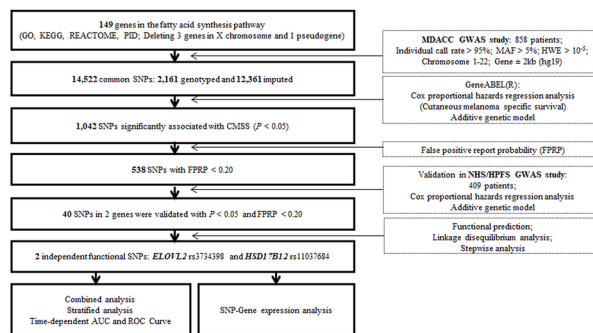 149 genes in the fatty acid synthesis pathway
(GO, KEGG, REACTOME, PID; Deleting 3 genes in X chromosome and 1 pseudogene)
MDACC GWAS study: 858 patients;
Individual call rate > 95%; MAF > 5%; HWE > 10-5;
Chromosome 1-22; Gene ± 2kb (hg19)
14,522 common SNPs: 2,161 genotyped and 12,361 imputed
GeneABEL(R):
Cox proportional hazards regression analysis
(Cutaneous melanoma specific survival)
Additive genetic model
1,042 SNPs significantly associated with CMSS (P < 0.05)
False positive report probability (FPRP)
538 SNPs with FPRP < 0.20
Validation in NHS/HPFS GWAS study:
409 patients;
Cox proportional hazards regression analysis
Additive genetic model
40 SNPs in 2 genes were validated with P < 0.05 and FPRP < 0.20
Functional prediction;
Linkage disequilibrium analysis;
Stepwise analysis
2 independent functional SNPs: ELOVL2 rs3734398 and HSD17B12 rs11037684
Combined analysis
Stratified analysis
Time-dependent AUC and ROC Curve
SNP-Gene expression analysis